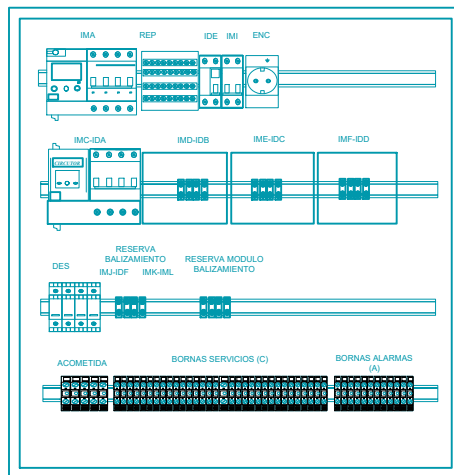 IMA REP IDE IMI ENC
IMC-IDA IMD-IDB IME-IDC IMF-IDD
CIRCUTOR
RESERVA BALIZAMIENTO
RESERVA MODULO BALIZAMIENTO
DES IMJ-IDF IMK-IML
ACOMETIDA BORNAS SERVICIOS (C) BORNAS ALARMAS
(A)